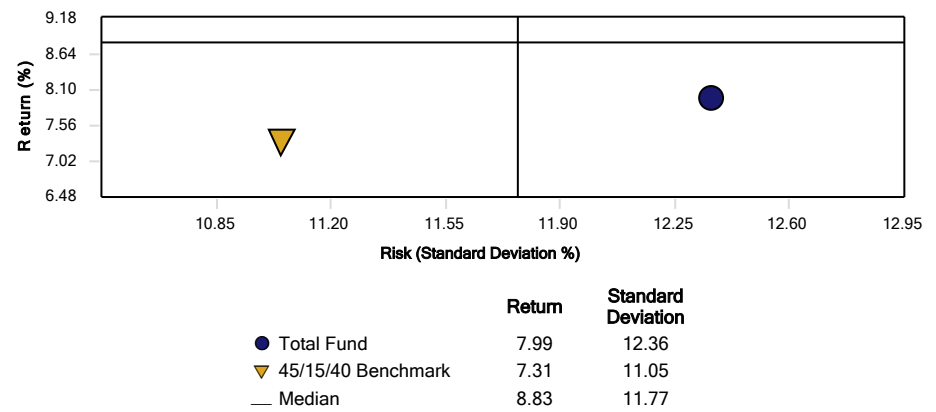 9.18
8.64
8.10
7.56
7.02
6.48
Return (%)
10.85 11.20 11.55 11.90 12.25 12.60 12.95
Risk (Standard Deviation %)
Return Standard Deviation
Total Fund 7.99 12.36
45/15/40 Benchmark 7.31 11.05
Median 8.83 11.77